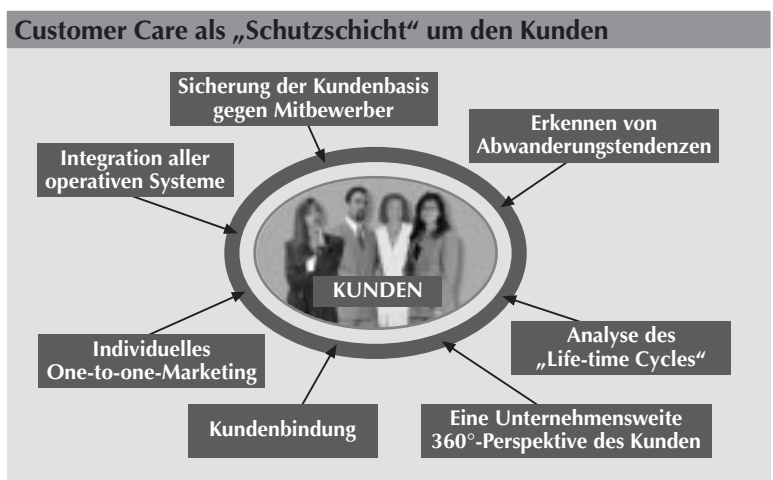 Customer Care als „Schutzschicht“ um den Kunden
Sicherung der Kundenbasis
gegen Mitbewerber
Erkennen von
Abwanderungstendenzen
Integration aller
operativen Systeme
KUNDEN
Individuelles
One-to-one-Marketing
Analyse des
„Life-time Cycles“
Kundenbindung
Eine Unternehmensweite
360°-Perspektive des Kunden